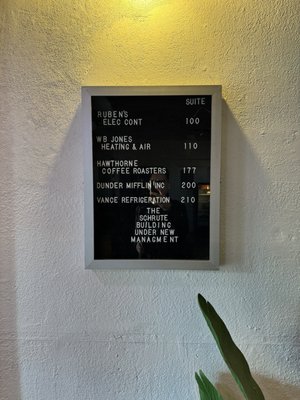 SUITE
RUBEN'S
ELEC CONT 100
WB JONES
HEATING & AIR 110
HAWTHORNE
COFFEE ROASTERS 177
DUNDER MIFFLIN INC 200
VANCE REFRIGERATION 210
THE
SCHRUTE
BUILDING
UNDER NEW
MANAGMENT